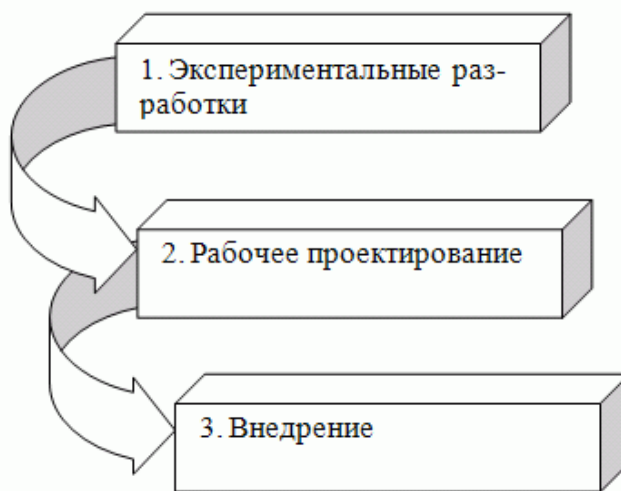 1. Экспериментальные раз-
работки
2. Рабочее проектирование
3. Внедрение